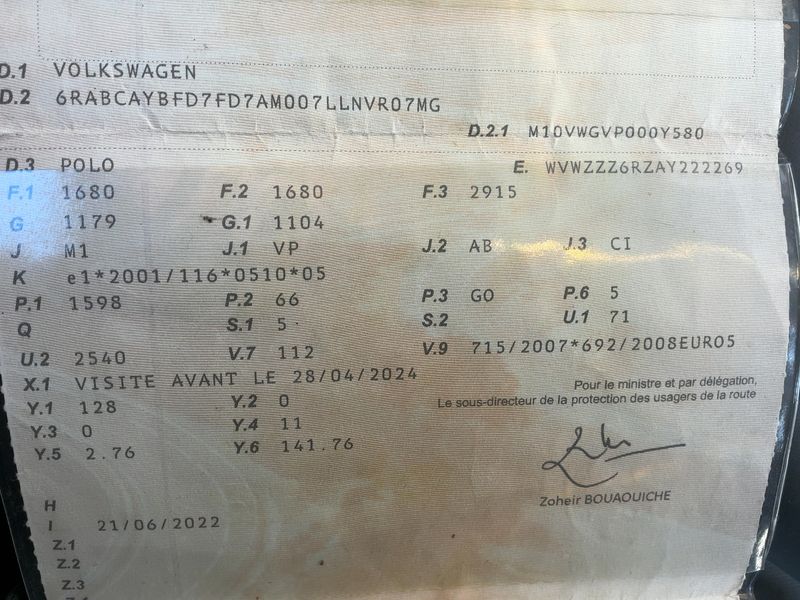 D.1 VOLKSWAGEN
D.2 6RABCAYBFD7FD7AM007LLNVR07MG
D.2.1 M10VWGVP000Y580
D.3 POLO E. WVWZZZ6RZAY222269
F.1 1680 F.2 1680 F.3 2915
G 1179 G.1 1104
J M1 J.1 VP J.2 AB J.3 CI
K e1*2001/116*0510*05
P.1 1598 P.2 66 P.3 GO P.6 5
Q S.1 5 S.2 U.1 71
U.2 2540 V.7 112 V.9 715/2007*692/2008EURO5
X.1 VISITE AVANT LE 28/04/2024
Pour le ministre et par délégation,
Le sous-directeur de la protection des usagers de la route
Y.1 128 Y.2 0
Y.3 0 Y.4 11
Y.5 2.76 Y.6 141.76
Zoheir BOUAOUICHE
H
I 21/06/2022
Z.1
Z.2
Z.3